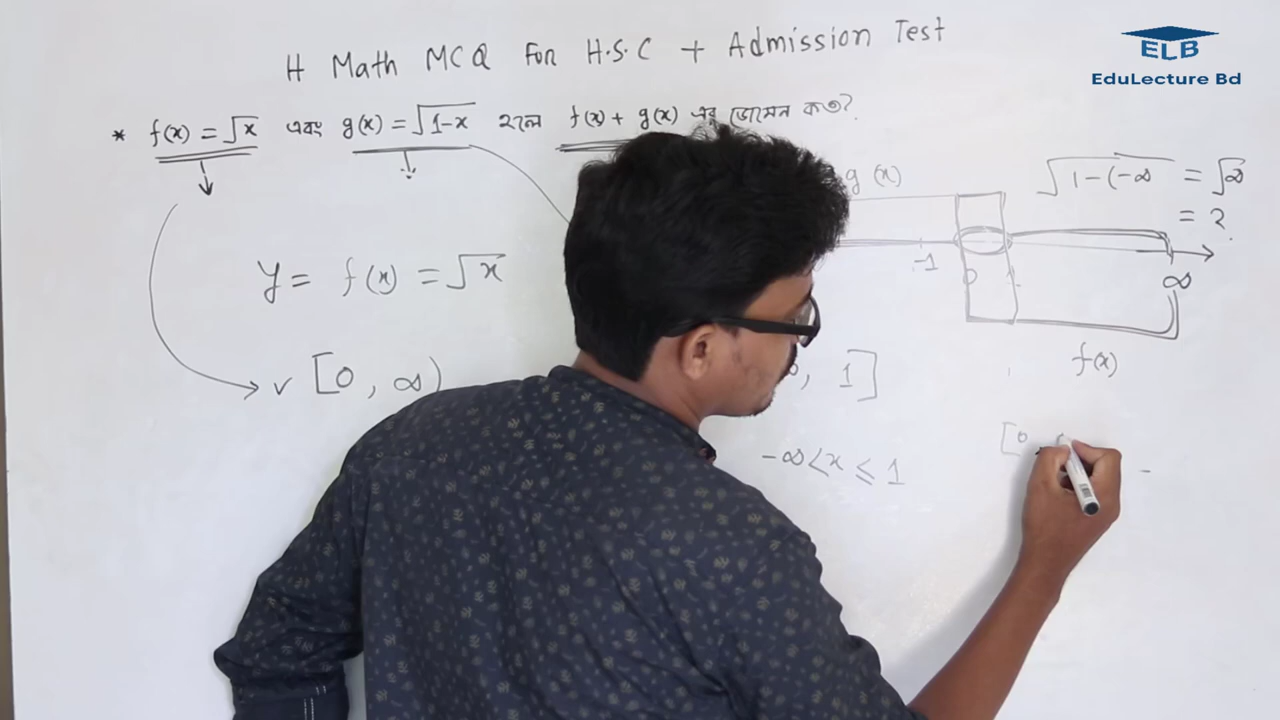 H Math MCQ For H.S.C + Admission Test
ELB
EduLecture Bd
* f(x) = √x এবং g(x) = √1-x হলে f(x) + g(x) এর ডোমেন কত?
g (x)
√1-(-∞ = √∞
= ?
-1 0 1 ∞
y = f(x) = √x
f(x)
v [0, ∞)
, 1]
-∞<x ≤ 1
[0,